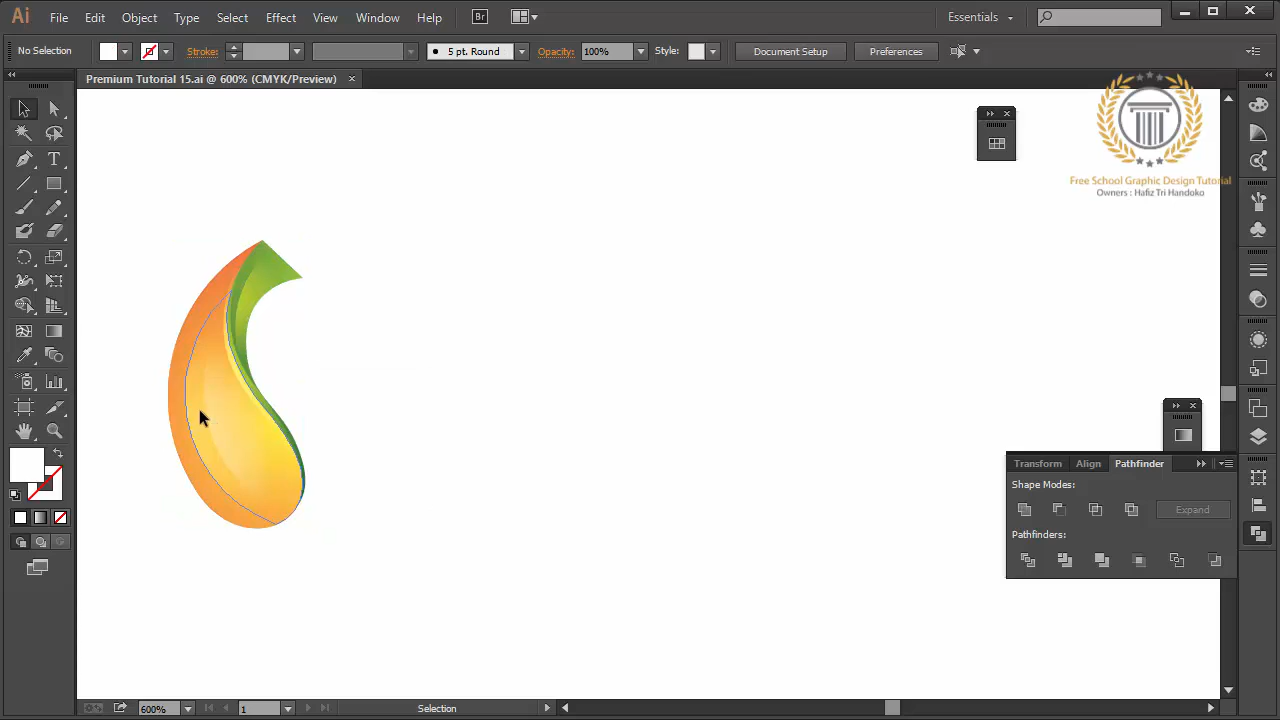 Ai File Edit Object Type Select Effect View Window Help Br Essentials
No Selection Stroke: 5 pt. Round Opacity: 100% Style: Document Setup Preferences
Premium Tutorial 15.ai @ 600% (CMYK/Preview)
Free School Graphic Design Tutorial
Owners : Hafiz Tri Handoko
Transform Align Pathfinder
Shape Modes:
Expand
Pathfinders:
600% 1 Selection